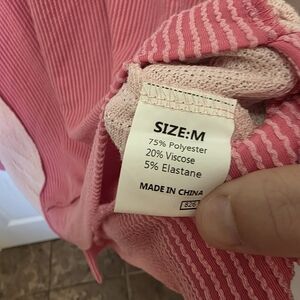 SIZE:M
75% Polyester
20% Viscose
5% Elastane
MADE IN CHINA